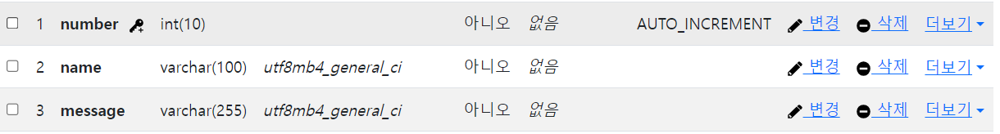 1 number int(10) 아니오 없음 AUTO_INCREMENT 변경 삭제 더보기
2 name varchar(100) utf8mb4_general_ci 아니오 없음 변경 삭제 더보기
3 message varchar(255) utf8mb4_general_ci 아니오 없음 변경 삭제 더보기